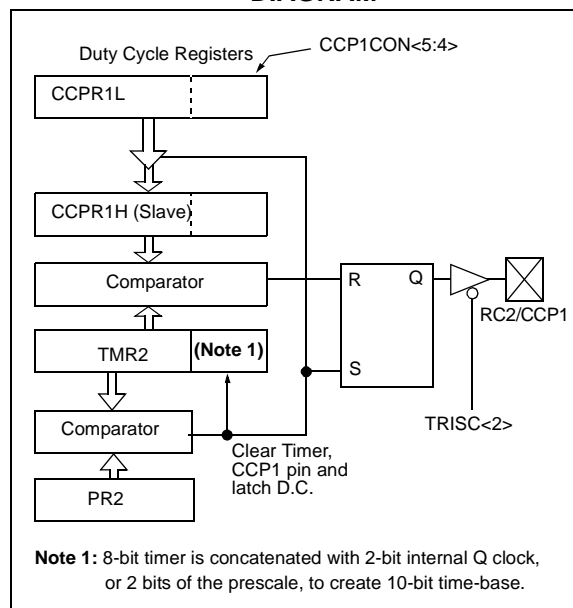 DIAGRAM
Duty Cycle Registers
CCP1CON<5:4>
CCPR1L
CCPR1H (Slave)
Comparator
R
Q
RC2/CCP1
TMR2
(Note 1)
S
TRISC<2>
Comparator
Clear Timer,
CCP1 pin and
latch D.C.
PR2
Note 1: 8-bit timer is concatenated with 2-bit internal Q clock,
or 2 bits of the prescale, to create 10-bit time-base.